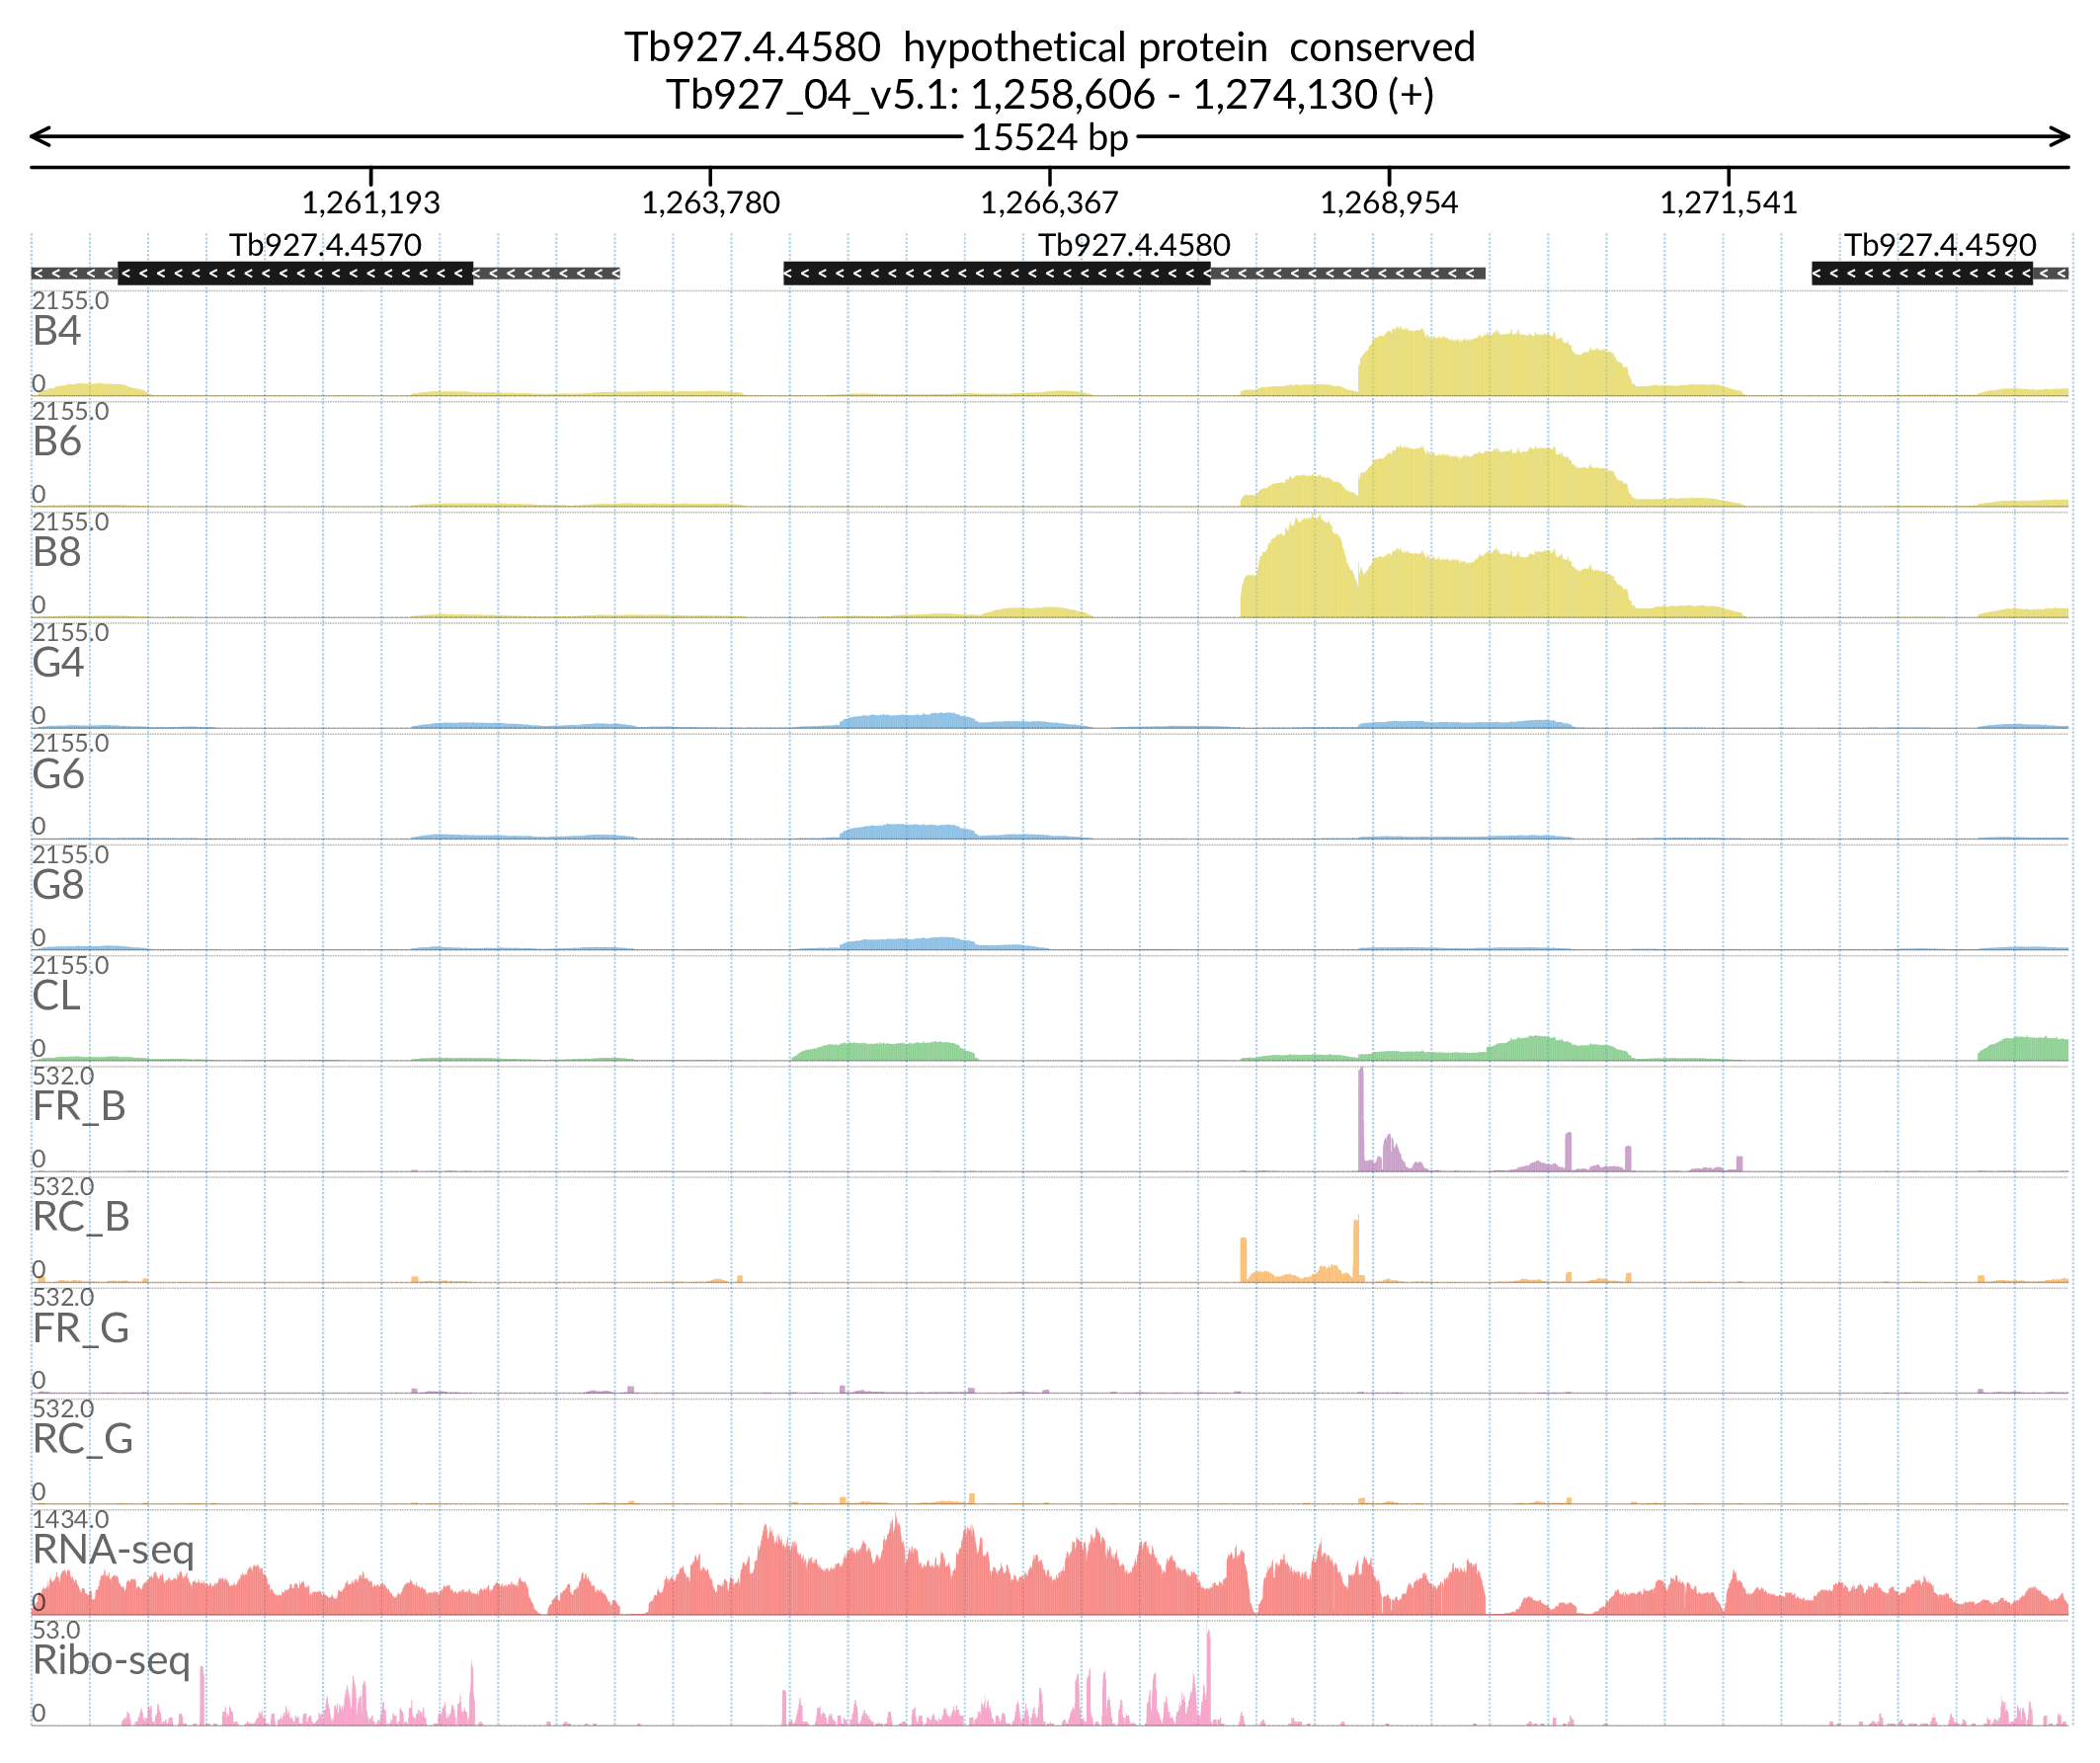 Tb927.4.4580  hypothetical protein  conserved
Tb927_04_v5.1: 1,258,606 - 1,274,130 (+)
15524 bp
1,261,193 1,263,780 1,266,367 1,268,954 1,271,541
Tb927.4.4570 Tb927.4.4580 Tb927.4.4590
2155.0
B4
0
2155.0
B6
0
2155.0
B8
0
2155.0
G4
0
2155.0
G6
0
2155.0
G8
0
2155.0
CL
0
532.0
FR_B
0
532.0
RC_B
0
532.0
FR_G
0
532.0
RC_G
0
1434.0
RNA-seq
0
53.0
Ribo-seq
0